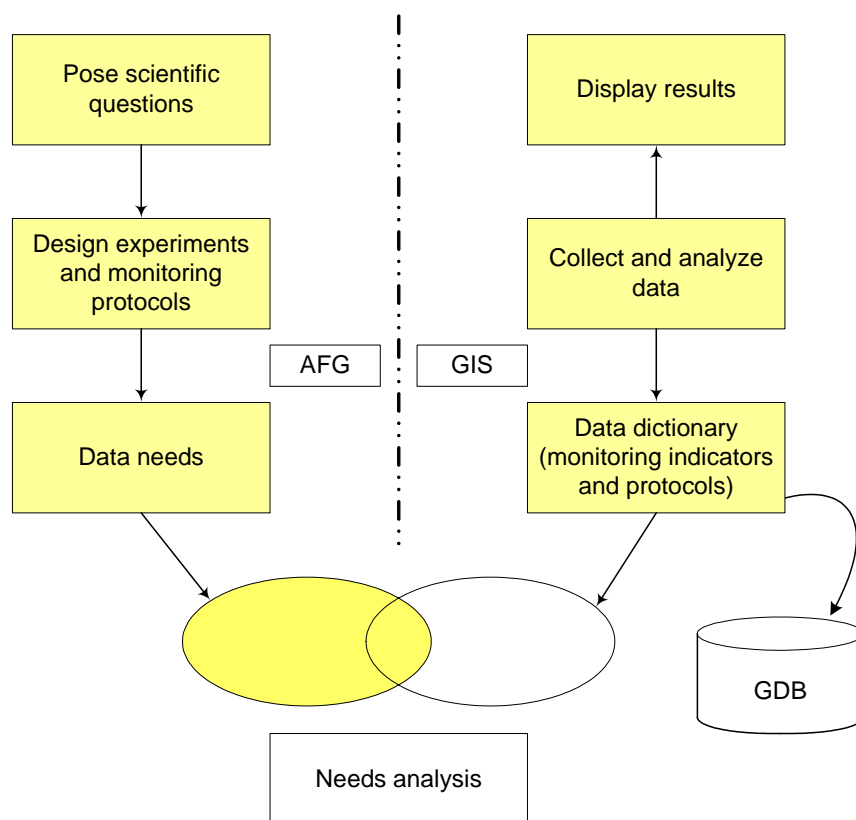 Pose scientific
questions
Design experiments
and monitoring
protocols
Data needs
AFG
GIS
Display results
Collect and analyze
data
Data dictionary
(monitoring indicators
and protocols)
GDB
Needs analysis